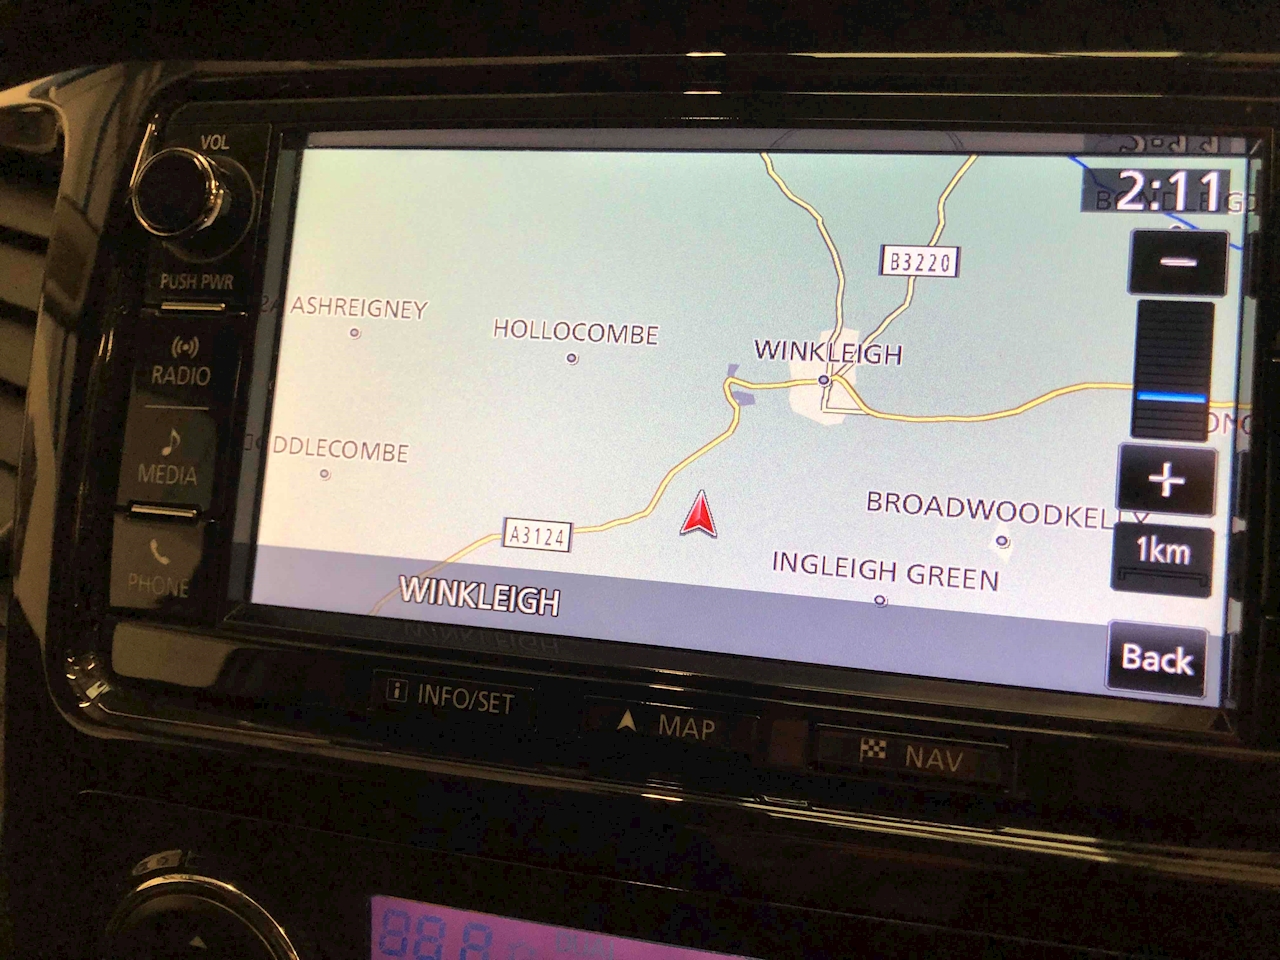 VOL
2:11
PUSH PWR
B3220
ASHREIGNEY
HOLLOCOMBE
WINKLEIGH
RADIO
DDLECOMBE
MEDIA
BROADWOODKELLY
A3124
1km
INGLEIGH GREEN
PHONE
WINKLEIGH
Back
i INFO/SET
MAP
NAV